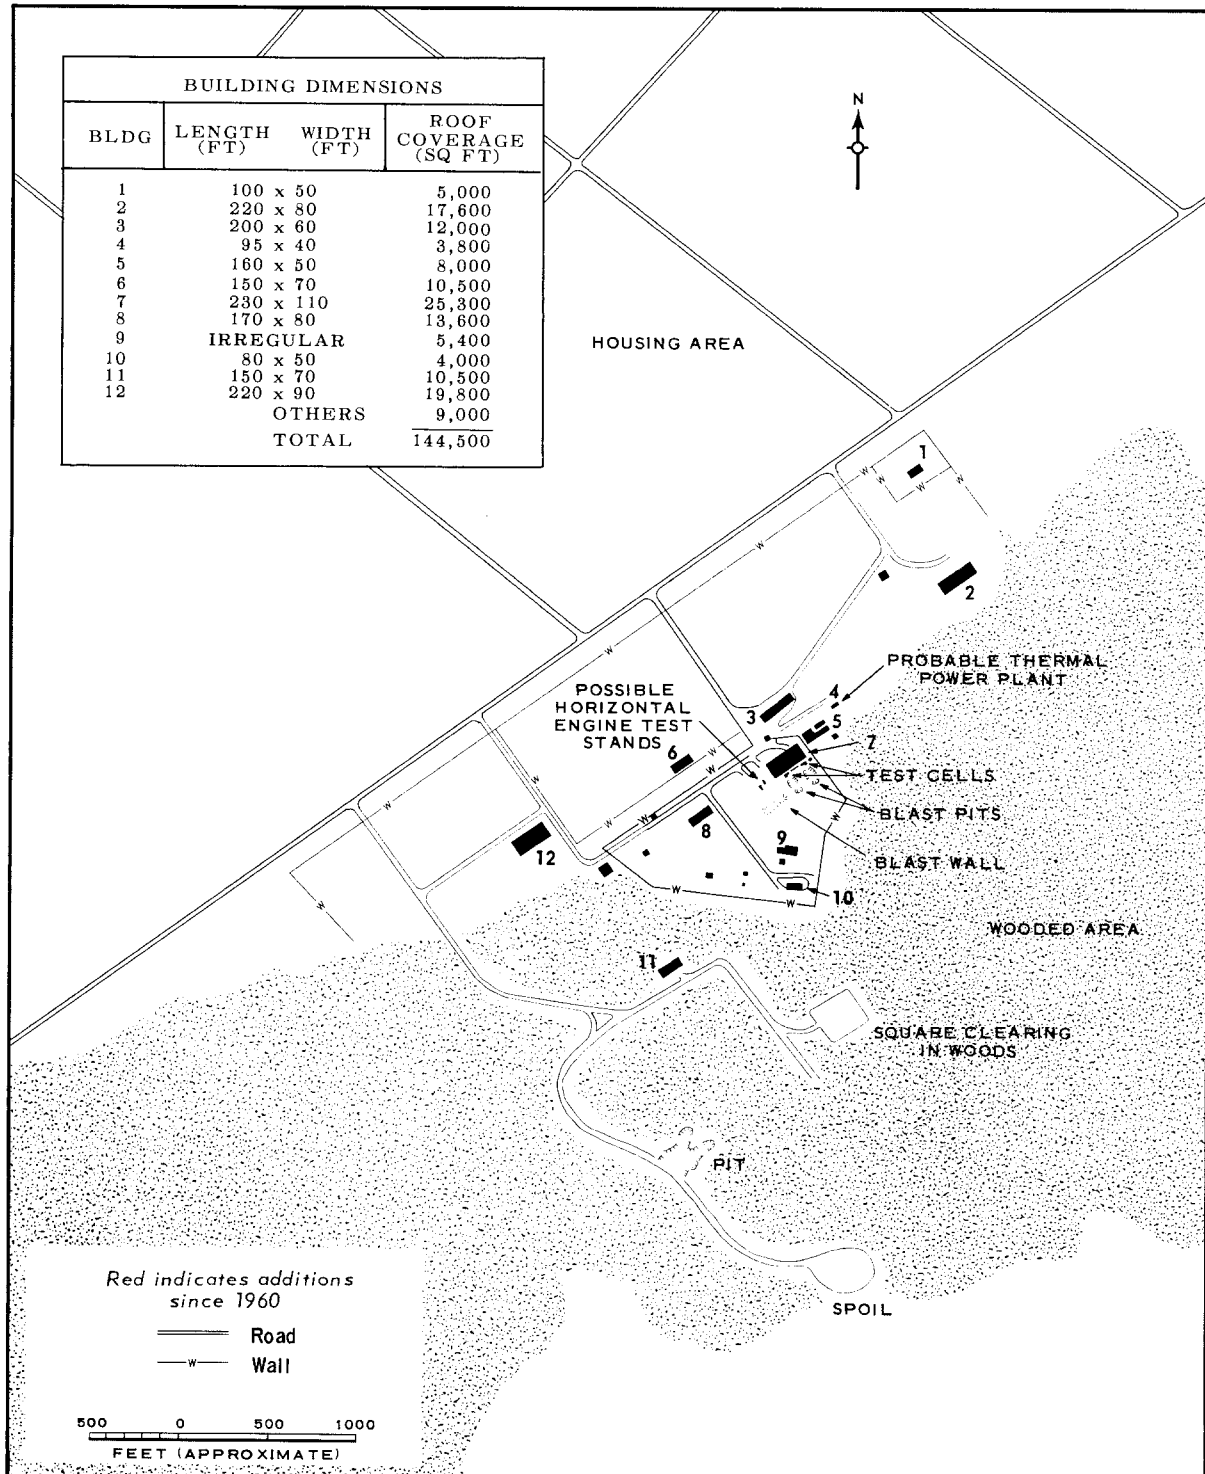 BUILDING DIMENSIONS
BLDG LENGTH (FT) WIDTH (FT) ROOF COVERAGE (SQ FT)
1 100 x 50 5,000
2 220 x 80 17,600
3 200 x 60 12,000
4 95 x 40 3,800
5 160 x 50 8,000
6 150 x 70 10,500
7 230 x 110 25,300
8 170 x 80 13,600
9 IRREGULAR 5,400
10 80 x 50 4,000
11 150 x 70 10,500
12 220 x 90 19,800
OTHERS 9,000
TOTAL 144,500
N
HOUSING AREA
1
W
W
W
W
W
2
PROBABLE THERMAL
POWER PLANT
W
POSSIBLE
HORIZONTAL
ENGINE TEST
STANDS
3
4
5
6
7
W
W
W
TEST CELLS
BLAST PITS
BLAST WALL
W
W
W
W
8
9
10
12
W
W
W
W
WOODED AREA
11
SQUARE CLEARING
IN WOODS
PIT
SPOIL
Red indicates additions
since 1960
Road
W Wall
500 0 500 1000
FEET (APPROXIMATE)